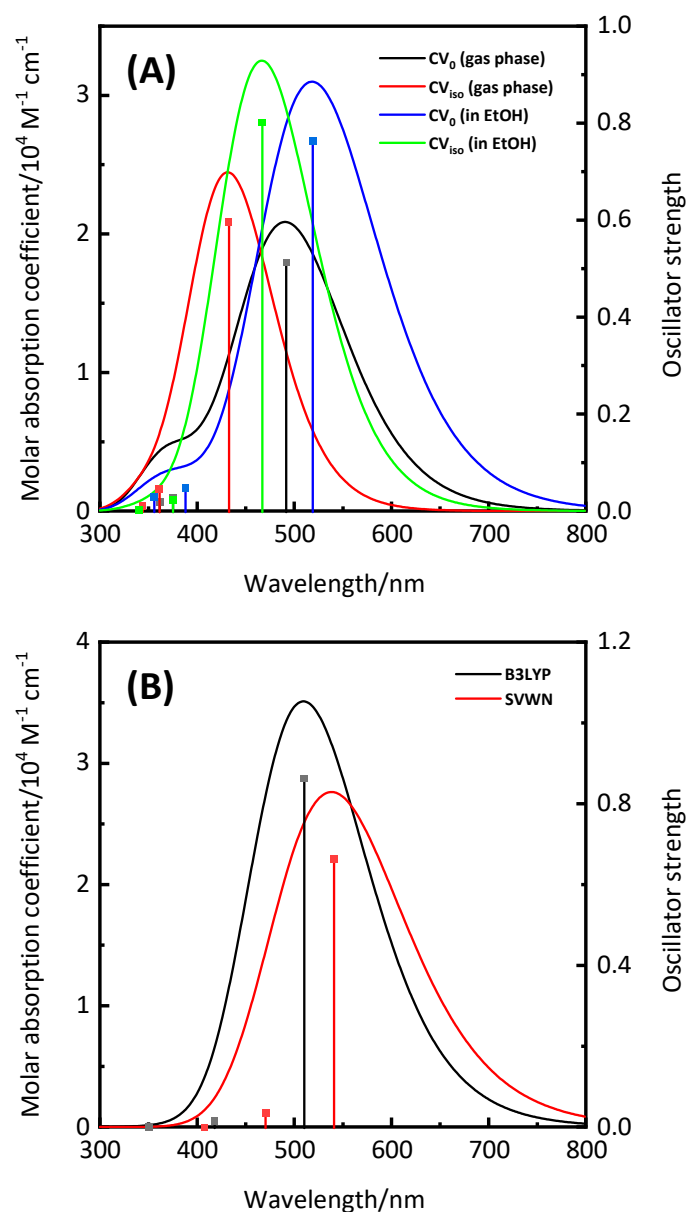 (A)
CV₀ (gas phase)
CVᵢₛₒ (gas phase)
CV₀ (in EtOH)
CVᵢₛₒ (in EtOH)
Molar absorption coefficient/10⁴ M⁻¹ cm⁻¹
3
2
1
0
1.0
0.8
0.6
0.4
0.2
0.0
Oscillator strength
300 400 500 600 700 800
Wavelength/nm
(B)
B3LYP
SVWN
Molar absorption coefficient/10⁴ M⁻¹ cm⁻¹
4
3
2
1
0
1.2
0.8
0.4
0.0
Oscillator strength
300 400 500 600 700 800
Wavelength/nm